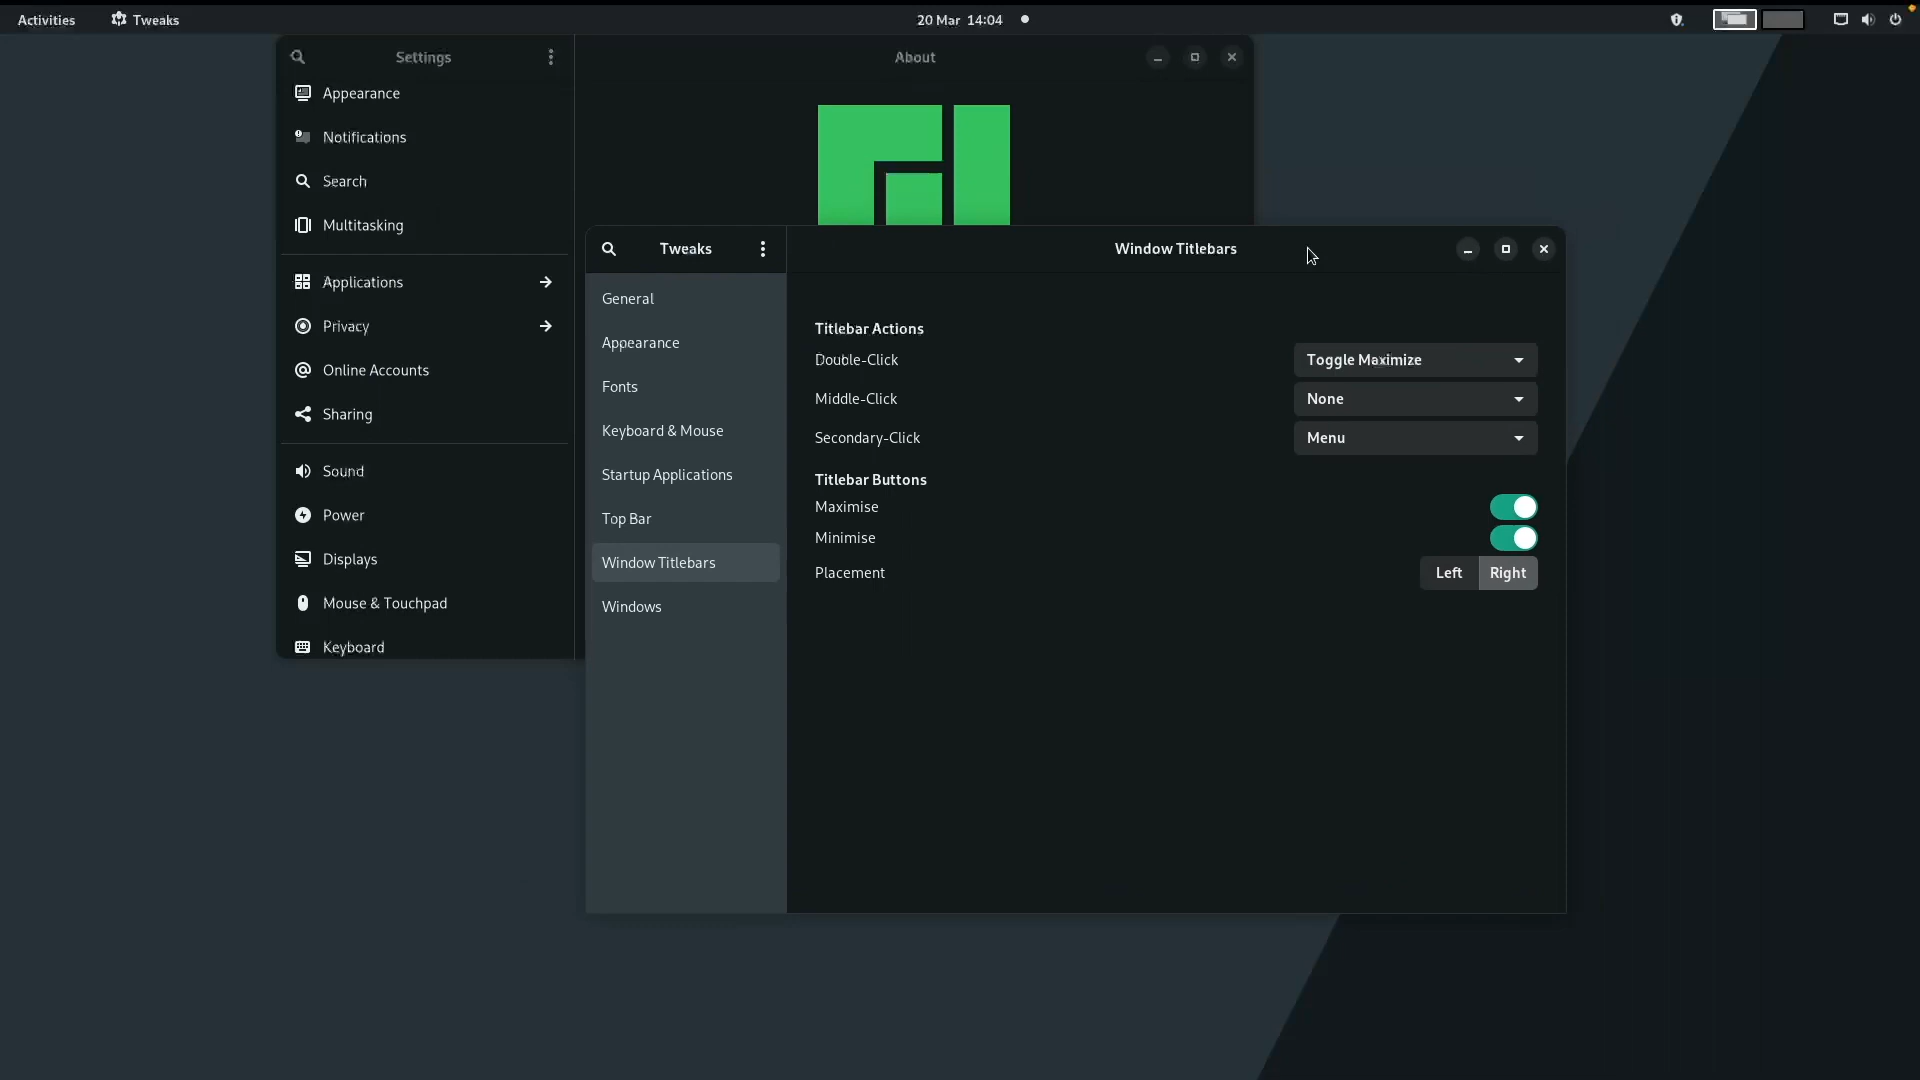 Activities
Tweaks
20 Mar 14:04
Settings
About
Appearance
Notifications
Search
Multitasking
Applications
Privacy
Online Accounts
Sharing
Sound
Power
Displays
Mouse & Touchpad
Keyboard
Tweaks
Window Titlebars
General
Appearance
Fonts
Keyboard & Mouse
Startup Applications
Top Bar
Window Titlebars
Windows
Titlebar Actions
Double-Click Toggle Maximize
Middle-Click None
Secondary-Click Menu
Titlebar Buttons
Maximise
Minimise
Placement Left Right